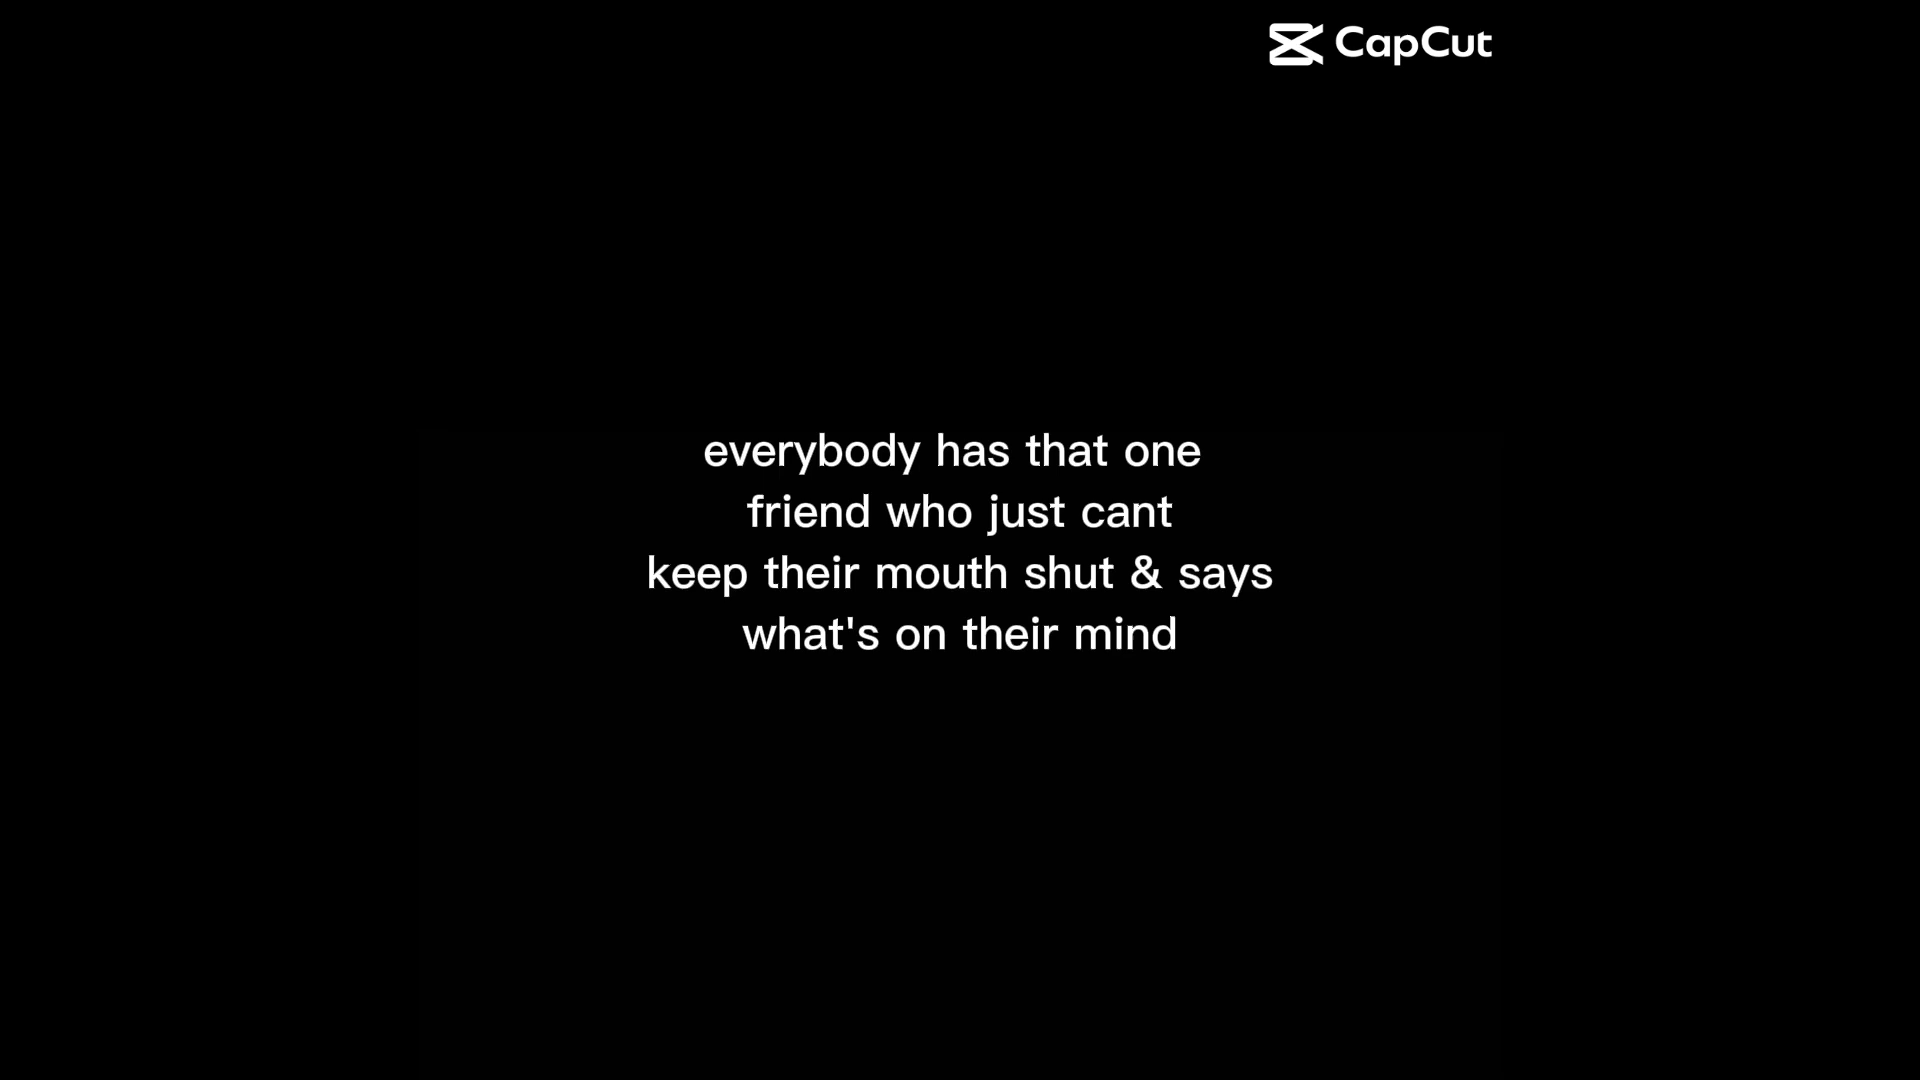 CapCut
everybody has that one
friend who just cant
keep their mouth shut & says
what's on their mind